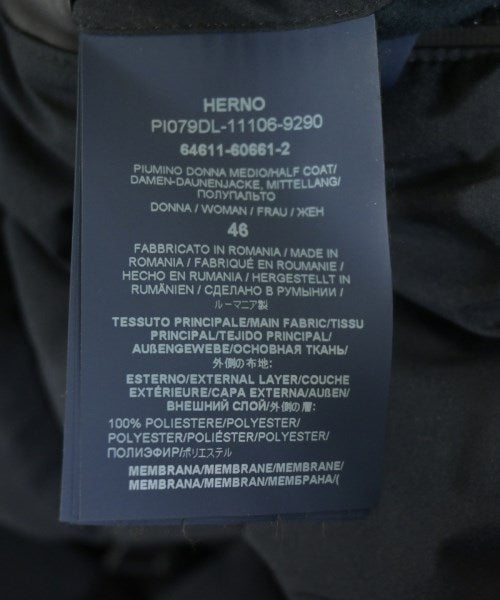 HERNO
PI079DL-11106-9290
64611-60661-2
PIUMINO DONNA MEDIO/HALF COAT/
DAMEN-DAUNENJACKE, MITTELLANG/
ПОЛУПАЛЬТО
DONNA / WOMAN / FRAU / ЖЕН
46
FABBRICATO IN ROMANIA / MADE IN
ROMANIA / FABRIQUÉ EN ROUMANIE /
HECHO EN RUMANIA / HERGESTELLT IN
RUMÄNIEN / СДЕЛАНО В РУМЫНИИ /
ルーマニア製
TESSUTO PRINCIPALE/MAIN FABRIC/TISSU
PRINCIPAL/TEJIDO PRINCIPAL/
AUßENGEWEBE/ОСНОВНАЯ ТКАНЬ/
外側の布地:
ESTERNO/EXTERNAL LAYER/COUCHE
EXTÉRIEURE/CAPA EXTERNA/AUßEN/
ВНЕШНИЙ СЛОЙ/外側の層:
100% POLIESTERE/POLYESTER/
POLYESTER/POLIÉSTER/POLYESTER/
ПОЛИЭФИР/ポリエステル
MEMBRANA/MEMBRANE/MEMBRANE/
MEMBRANA/MEMBRAN/МЕМБРАНА/(